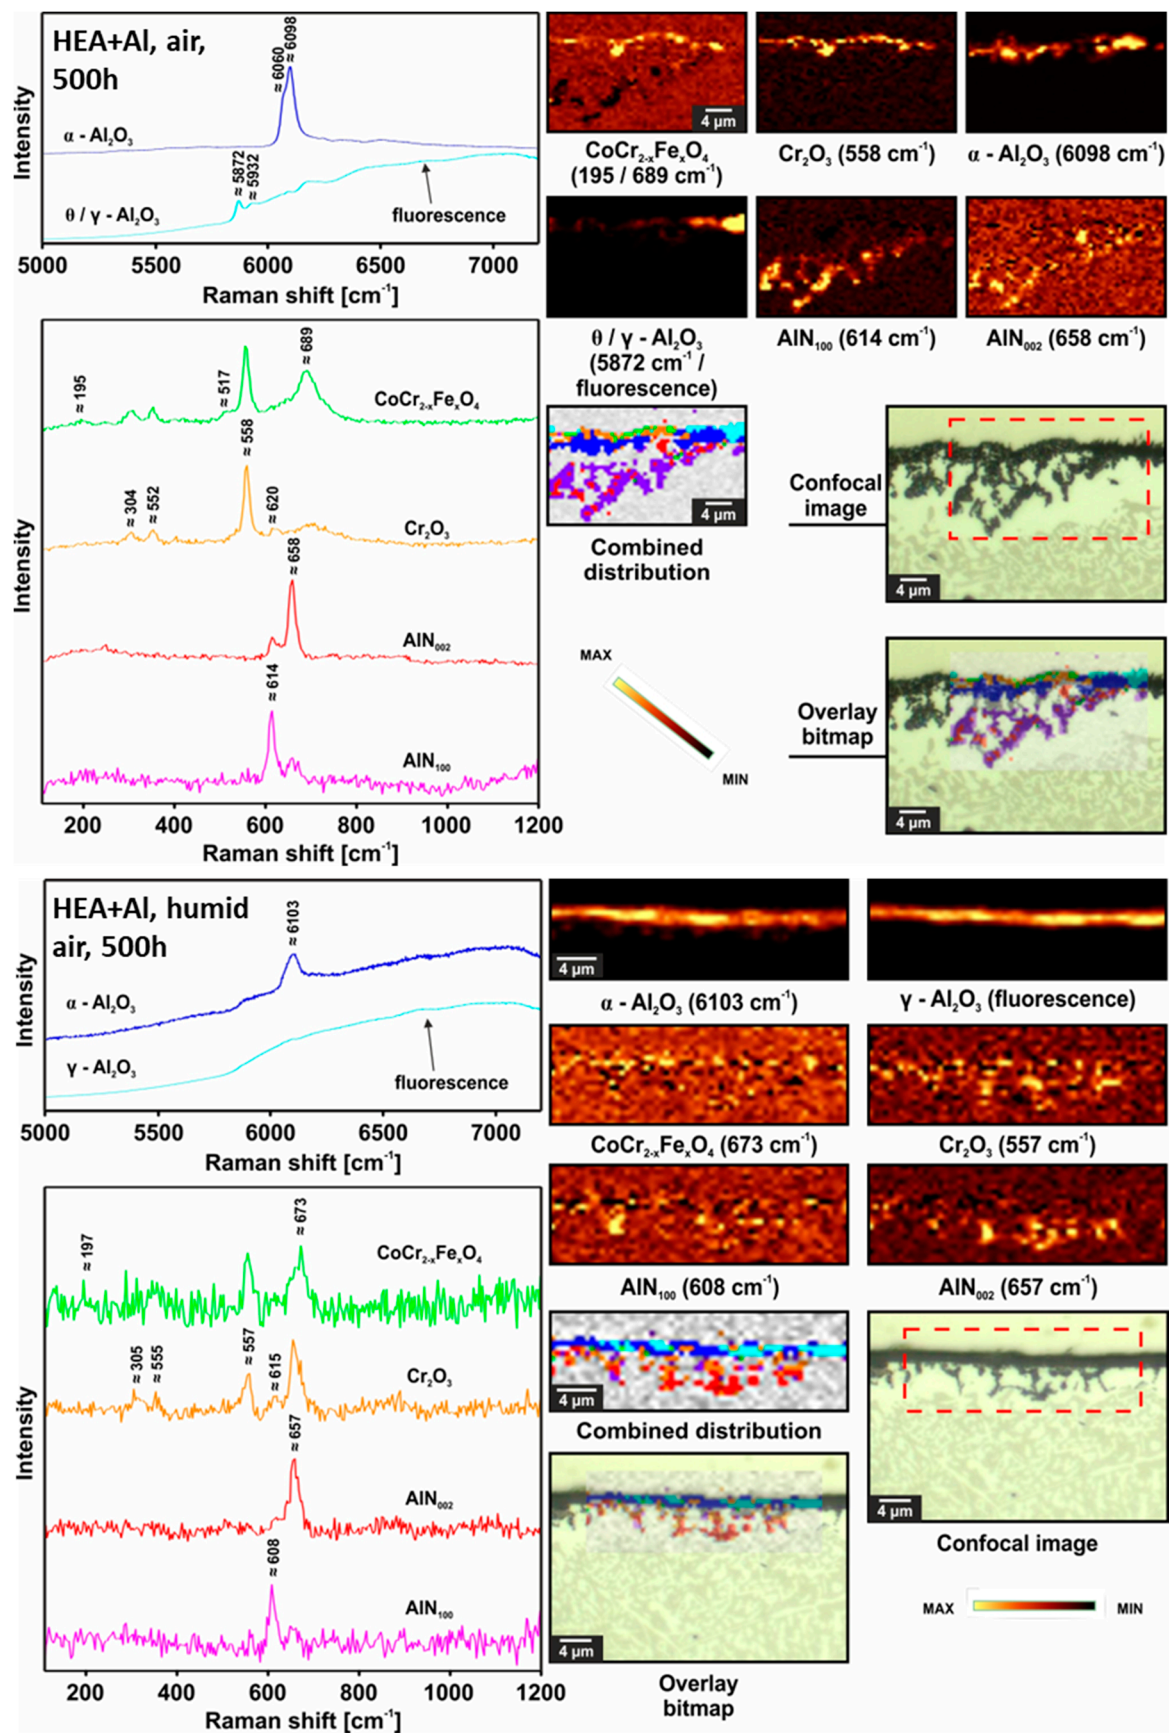 HEA+Al, air,
500h
≈ 6060
≈ 6098
α - Al₂O₃
≈ 5872
≈ 5932
θ / γ - Al₂O₃
fluorescence
Intensity
5000 5500 6000 6500 7000
Raman shift [cm⁻¹]
4 µm
CoCr₂₋ₓFeₓO₄
(195 / 689 cm⁻¹)
Cr₂O₃ (558 cm⁻¹)
α - Al₂O₃ (6098 cm⁻¹)
θ / γ - Al₂O₃
(5872 cm⁻¹ /
fluorescence)
AlN₁₀₀ (614 cm⁻¹)
AlN₀₀₂ (658 cm⁻¹)
≈ 195
≈ 517
≈ 689
CoCr₂₋ₓFeₓO₄
≈ 304
≈ 552
≈ 558
≈ 620
Cr₂O₃
≈ 658
AlN₀₀₂
≈ 614
AlN₁₀₀
Intensity
200 400 600 800 1000 1200
Raman shift [cm⁻¹]
4 µm
Combined
distribution
Confocal
image
4 µm
MAX
MIN
Overlay
bitmap
4 µm
HEA+Al, humid
air, 500h
≈ 6103
α - Al₂O₃
γ - Al₂O₃
fluorescence
Intensity
5000 5500 6000 6500 7000
Raman shift [cm⁻¹]
4 µm
α - Al₂O₃ (6103 cm⁻¹)
γ - Al₂O₃ (fluorescence)
CoCr₂₋ₓFeₓO₄ (673 cm⁻¹)
Cr₂O₃ (557 cm⁻¹)
AlN₁₀₀ (608 cm⁻¹)
AlN₀₀₂ (657 cm⁻¹)
≈ 197
≈ 673
CoCr₂₋ₓFeₓO₄
≈ 305
≈ 555
≈ 557
≈ 615
Cr₂O₃
≈ 657
AlN₀₀₂
≈ 608
AlN₁₀₀
Intensity
200 400 600 800 1000 1200
Raman shift [cm⁻¹]
4 µm
Combined distribution
4 µm
Confocal image
4 µm
Overlay
bitmap
MAX
MIN